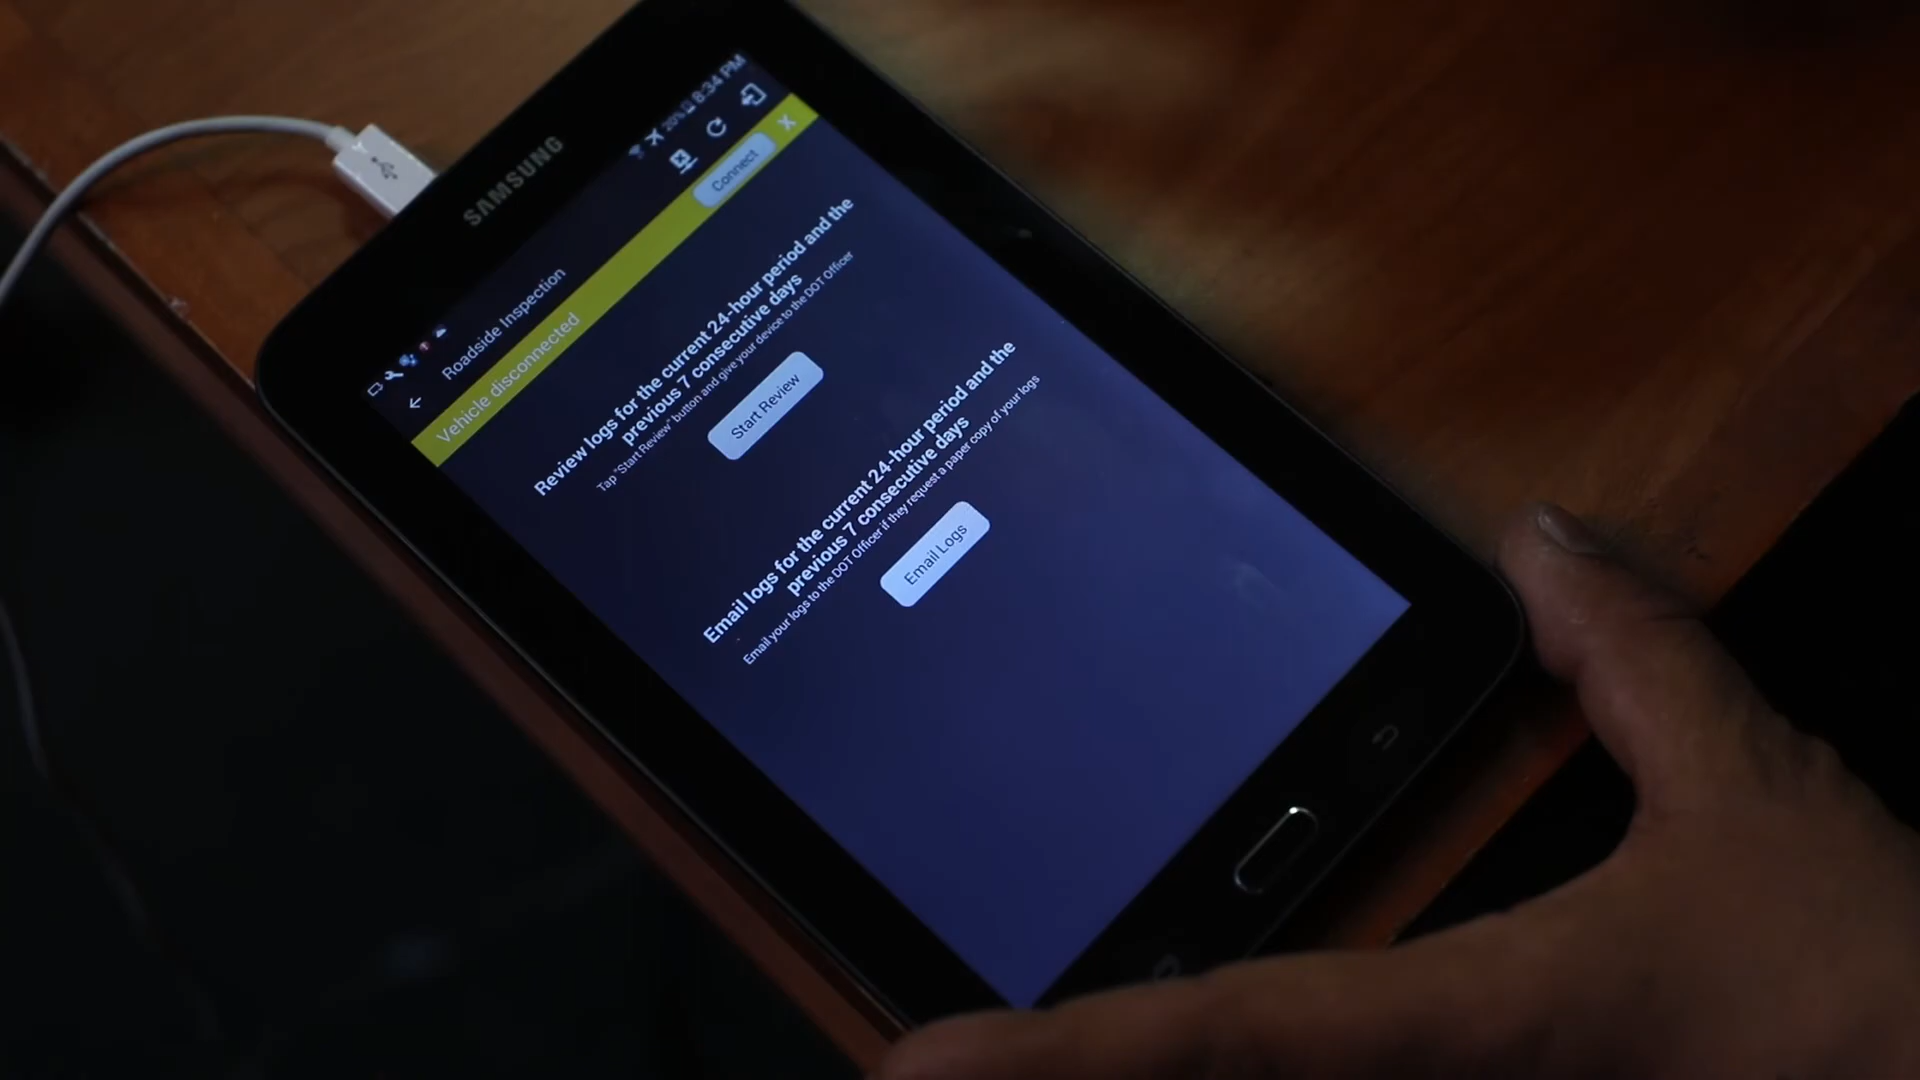 SAMSUNG
20% 8:34 PM
Roadside Inspection
Vehicle disconnected
Connect X
Review logs for the current 24-hour period and the
previous 7 consecutive days
Tap "Start Review" button and give your device to the DOT Officer
Start Review
Email logs for the current 24-hour period and the
previous 7 consecutive days
Email your logs to the DOT Officer if they request a paper copy of your logs
Email Logs